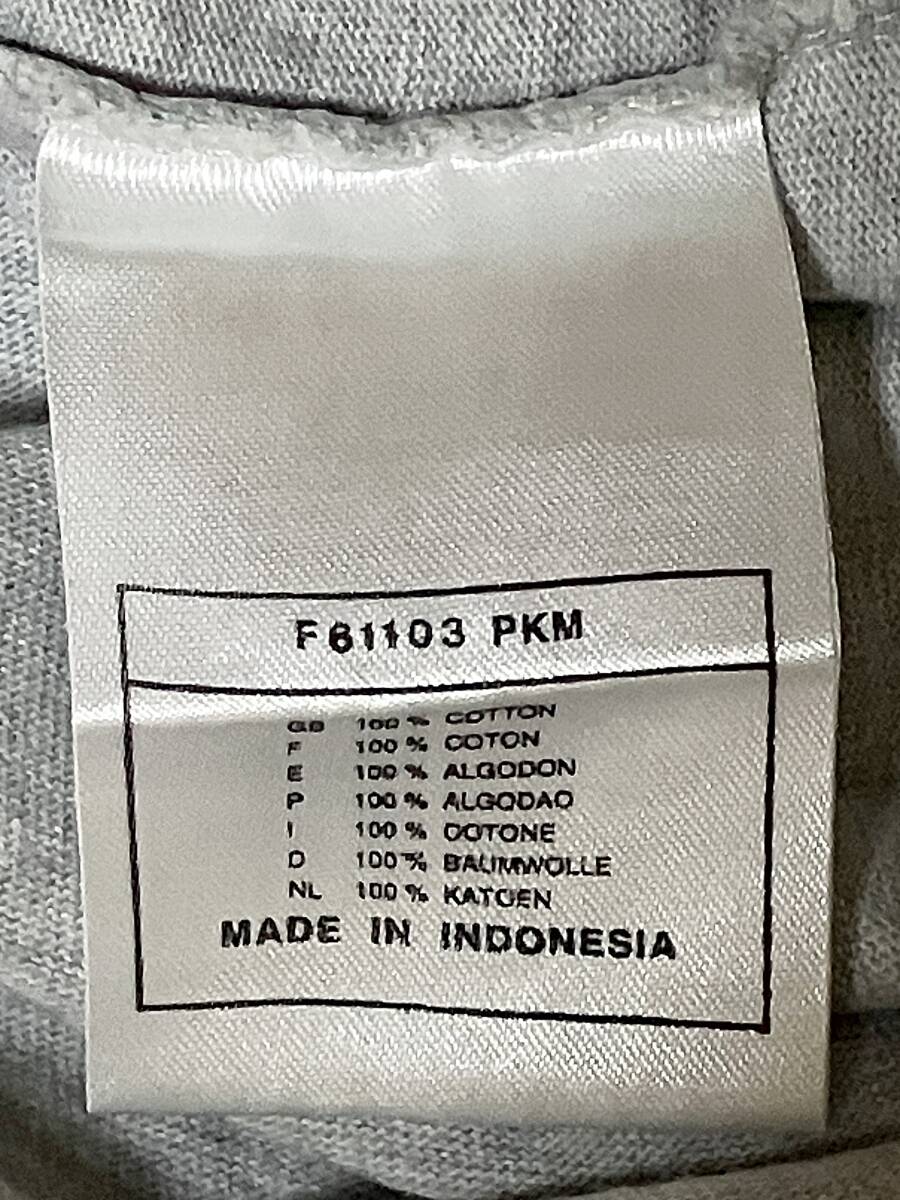 F61103 PKM
GB 100 % COTTON
F 100 % COTON
E 100 % ALGODON
P 100 % ALGODAO
I 100 % COTONE
D 100 % BAUMWOLLE
NL 100 % KATOEN
MADE IN INDONESIA